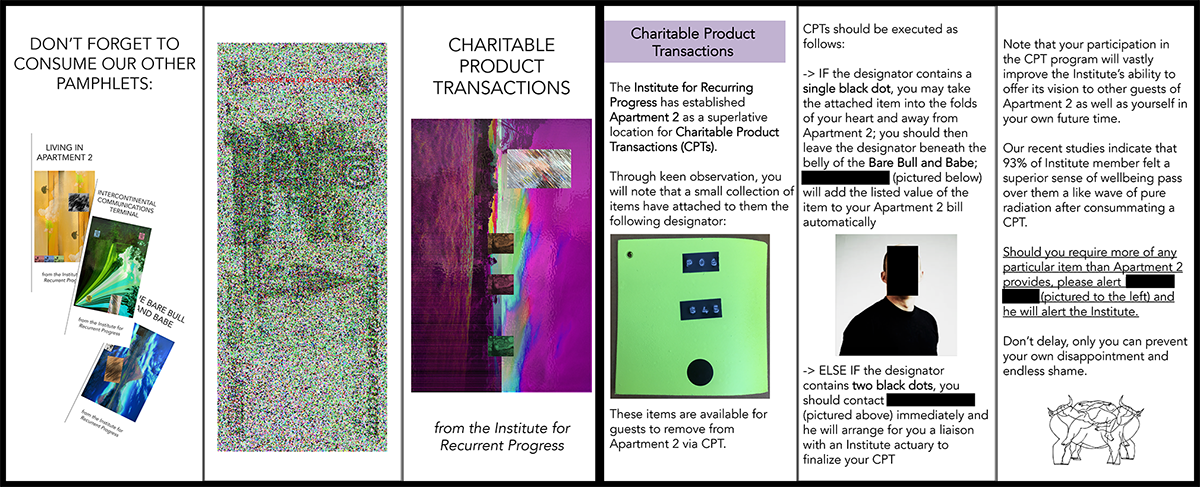 DON'T FORGET TO
CONSUME OUR OTHER
PAMPHLETS:
LIVING IN
APARTMENT 2
from the Institute for
Recurrent Prog
INTERCONTINENTAL
COMMUNICATIONS
TERMINAL
from the Institute for
Recurrent Progress
HE BARE BULL
AND BABE
from the Institute for
Recurrent Progress
CHARITABLE
PRODUCT
TRANSACTIONS
from the Institute for
Recurrent Progress
Charitable Product
Transactions
The Institute for Recurring
Progress has established
Apartment 2 as a superlative
location for Charitable Product
Transactions (CPTs).
Through keen observation, you
will note that a small collection of
items have attached to them the
following designator:
POG
646
These items are available for
guests to remove from
Apartment 2 via CPT.
CPTs should be executed as
follows:
-> IF the designator contains a
single black dot, you may take
the attached item into the folds
of your heart and away from
Apartment 2; you should then
leave the designator beneath the
belly of the Bare Bull and Babe;
(pictured below)
will add the listed value of the
item to your Apartment 2 bill
automatically
-> ELSE IF the designator
contains two black dots, you
should contact
(pictured above) immediately and
he will arrange for you a liaison
with an Institute actuary to
finalize your CPT
Note that your participation in
the CPT program will vastly
improve the Institute's ability to
offer its vision to other guests of
Apartment 2 as well as yourself in
your own future time.
Our recent studies indicate that
93% of Institute member felt a
superior sense of wellbeing pass
over them a like wave of pure
radiation after consummating a
CPT.
Should you require more of any
particular item than Apartment 2
provides, please alert
(pictured to the left) and
he will alert the Institute.
Don't delay, only you can prevent
your own disappointment and
endless shame.